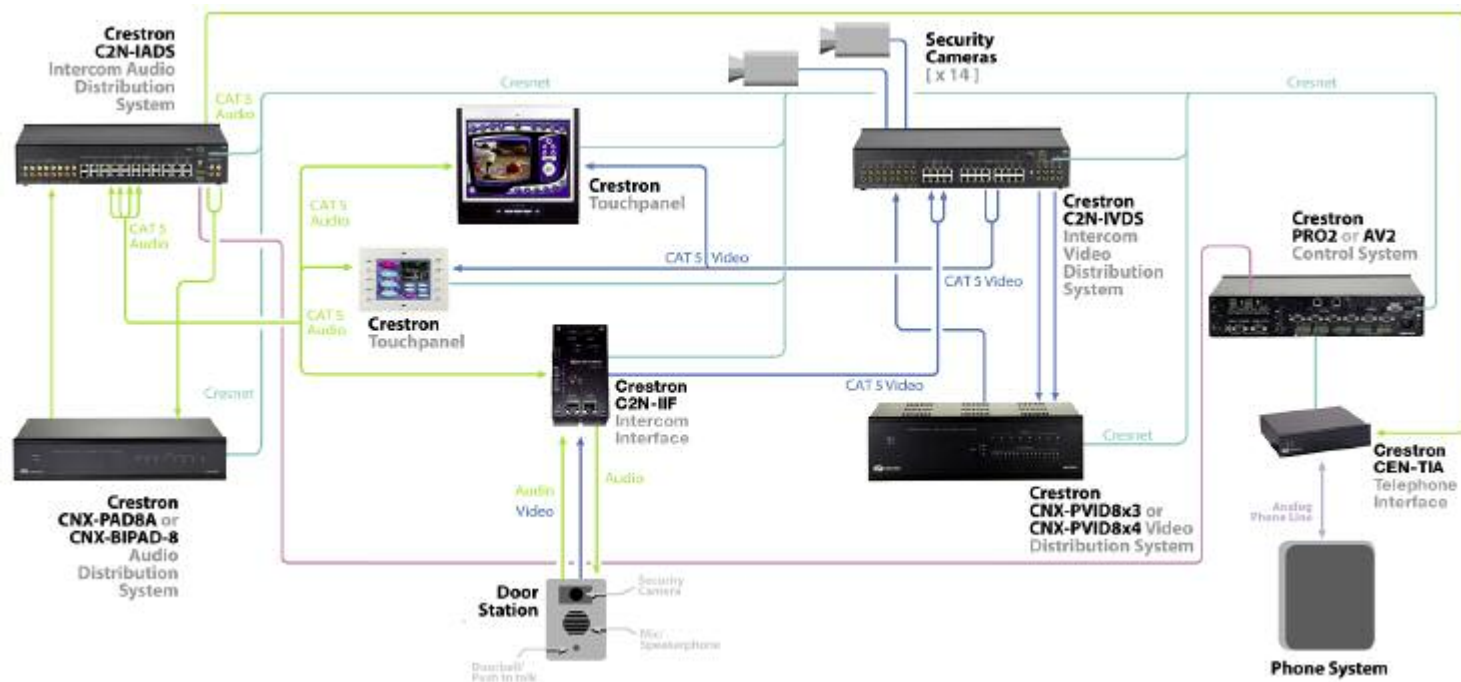 Crestron
C2N-IADS
Intercom Audio
Distribution
System
CAT 5
Audio
Cresnet
Security
Cameras
[ x 14 ]
Cresnet
CAT 5
Audio
CAT 5
Audio
Crestron
Touchpanel
CAT 5 Video
Crestron
C2N-IVDS
Intercom
Video
Distribution
System
CAT 5 Video
Crestron
PRO2 or AV2
Control System
CAT 5
Audio
Crestron
Touchpanel
Cresnet
CAT 5 Video
Crestron
C2N-IIF
Intercom
Interface
Cresnet
Crestron
CEN-TIA
Telephone
Interface
Crestron
CNX-PAD8A or
CNX-BIPAD-8
Audio
Distribution
System
Audio
Video
Audio
Crestron
CNX-PVID8x3 or
CNX-PVID8x4 Video
Distribution System
Analog
Phone Line
Door
Station
Security
Camera
Mic/
Speakerphone
Doorbell/
Push to talk
Phone System